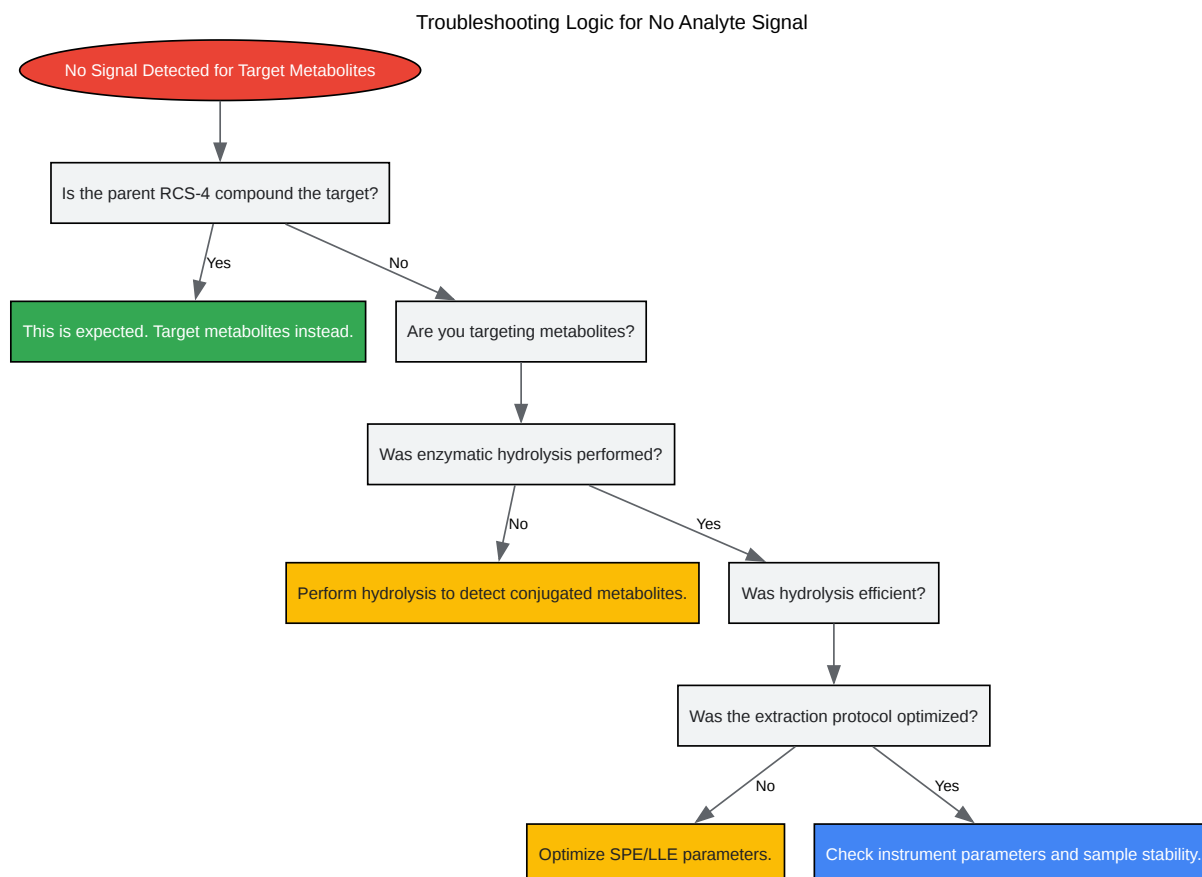 Troubleshooting Logic for No Analyte Signal
No Signal Detected for Target Metabolites
Is the parent RCS-4 compound the target?
Yes
No
This is expected. Target metabolites instead.
Are you targeting metabolites?
Was enzymatic hydrolysis performed?
No
Yes
Perform hydrolysis to detect conjugated metabolites.
Was hydrolysis efficient?
Was the extraction protocol optimized?
No
Yes
Optimize SPE/LLE parameters.
Check instrument parameters and sample stability.